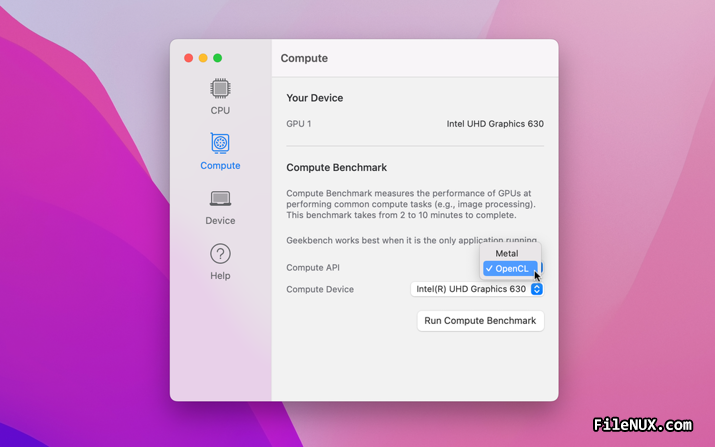 Compute
CPU
Compute
Device
Help
Your Device
GPU 1 Intel UHD Graphics 630
Compute Benchmark
Compute Benchmark measures the performance of GPUs at
performing common compute tasks (e.g., image processing).
This benchmark takes from 2 to 10 minutes to complete.
Geekbench works best when it is the only application running.
Metal
Compute API ✓ OpenCL
Compute Device Intel(R) UHD Graphics 630
Run Compute Benchmark
FileNUX.com